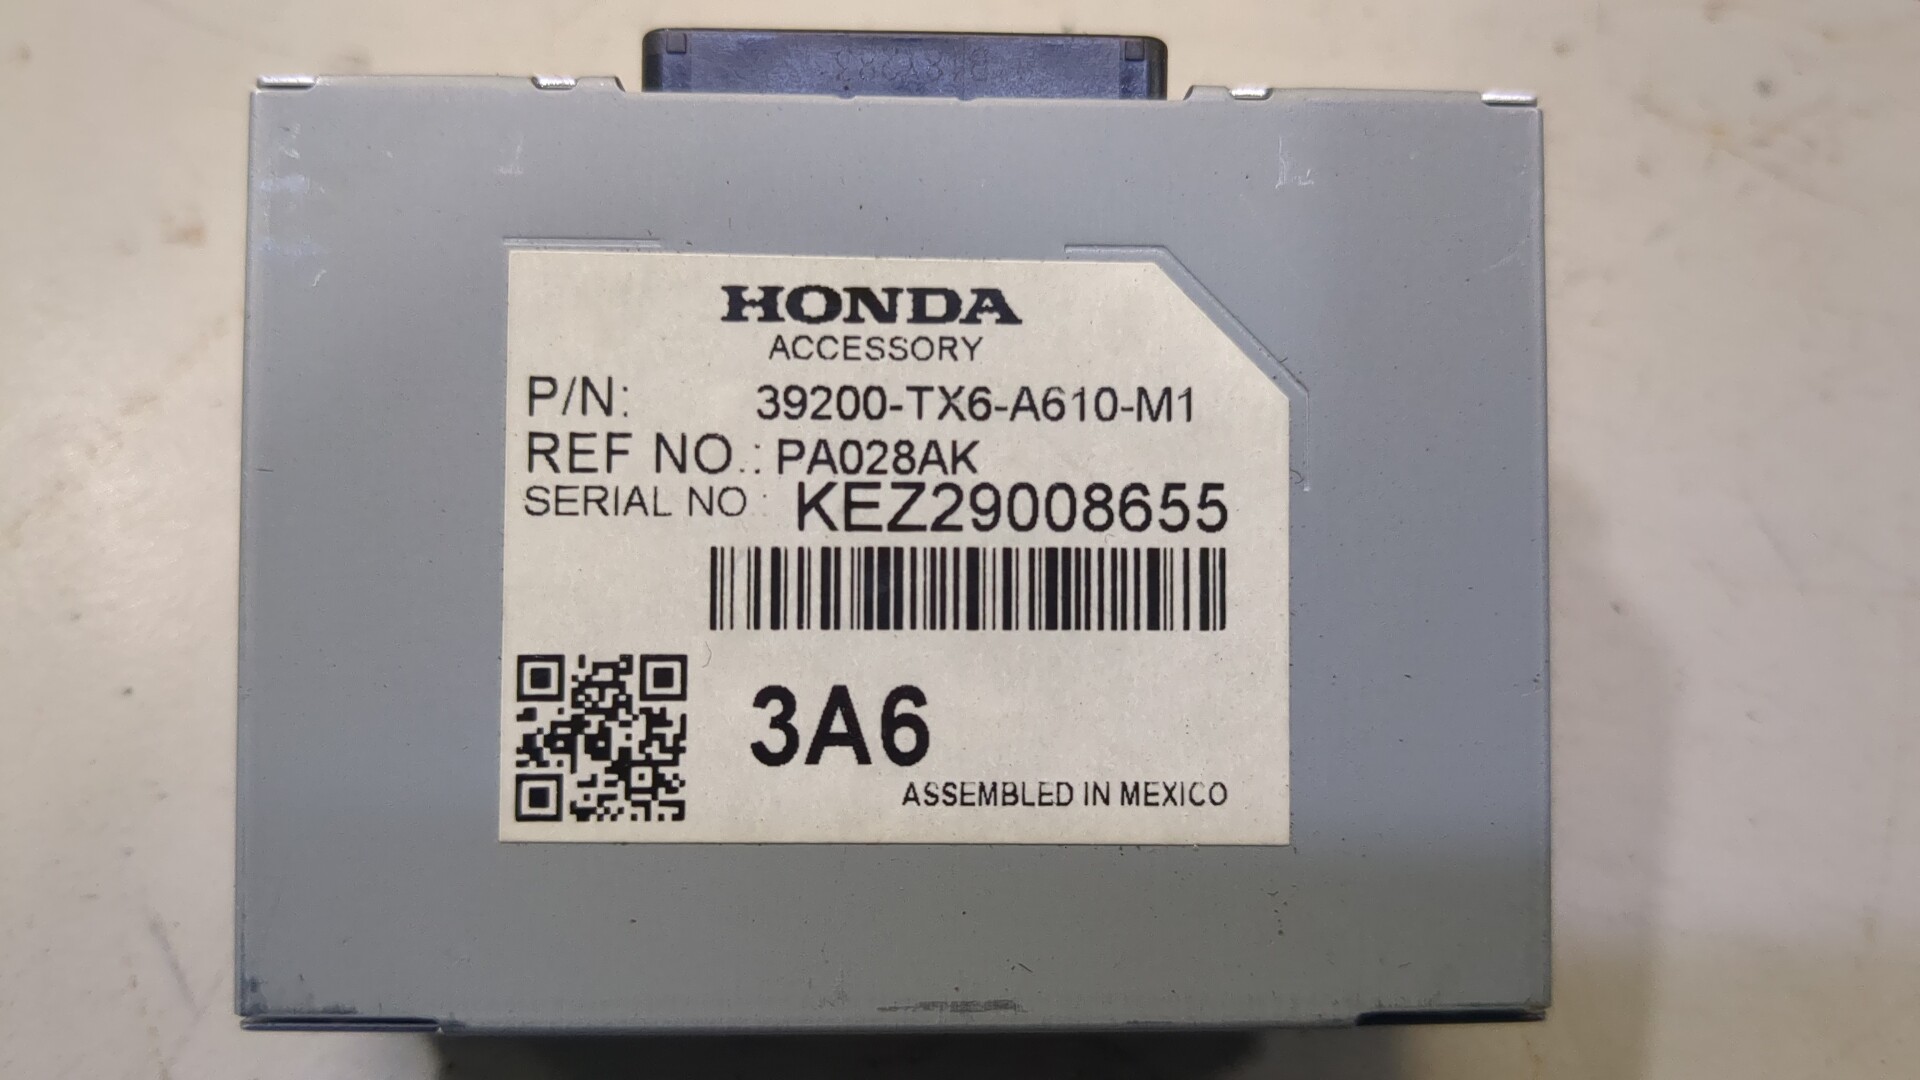 HONDA
ACCESSORY
P/N: 39200-TX6-A610-M1
REF NO.: PA028AK
SERIAL NO: KEZ29008655
3A6
ASSEMBLED IN MEXICO